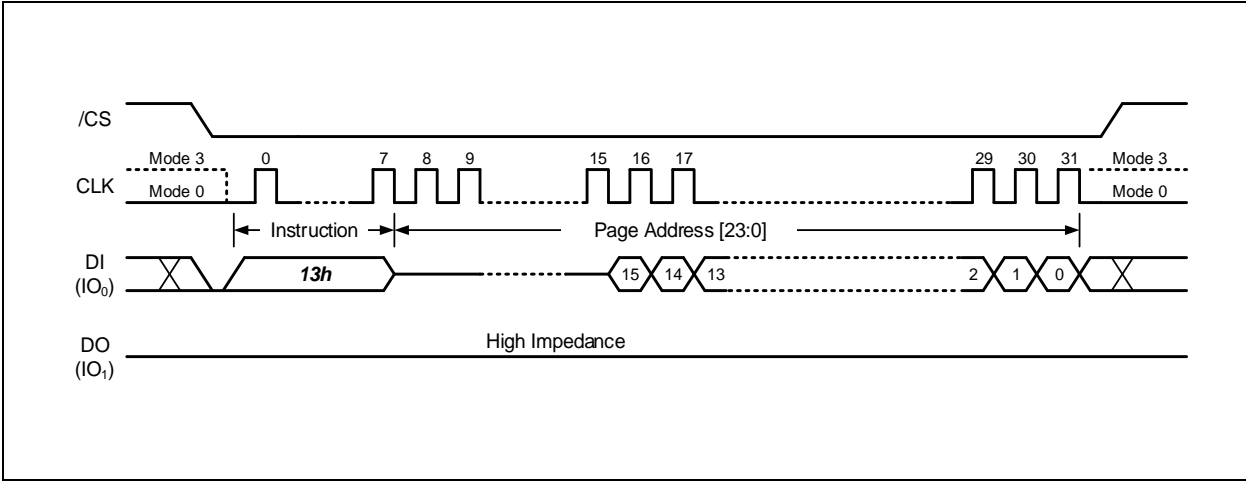 /CS
Mode 3 0 7 8 9 15 16 17 29 30 31 Mode 3
CLK
Mode 0 Mode 0
Instruction Page Address [23:0]
DI
(IO₀)
13h 15 14 13 2 1 0
High Impedance
DO
(IO₁)